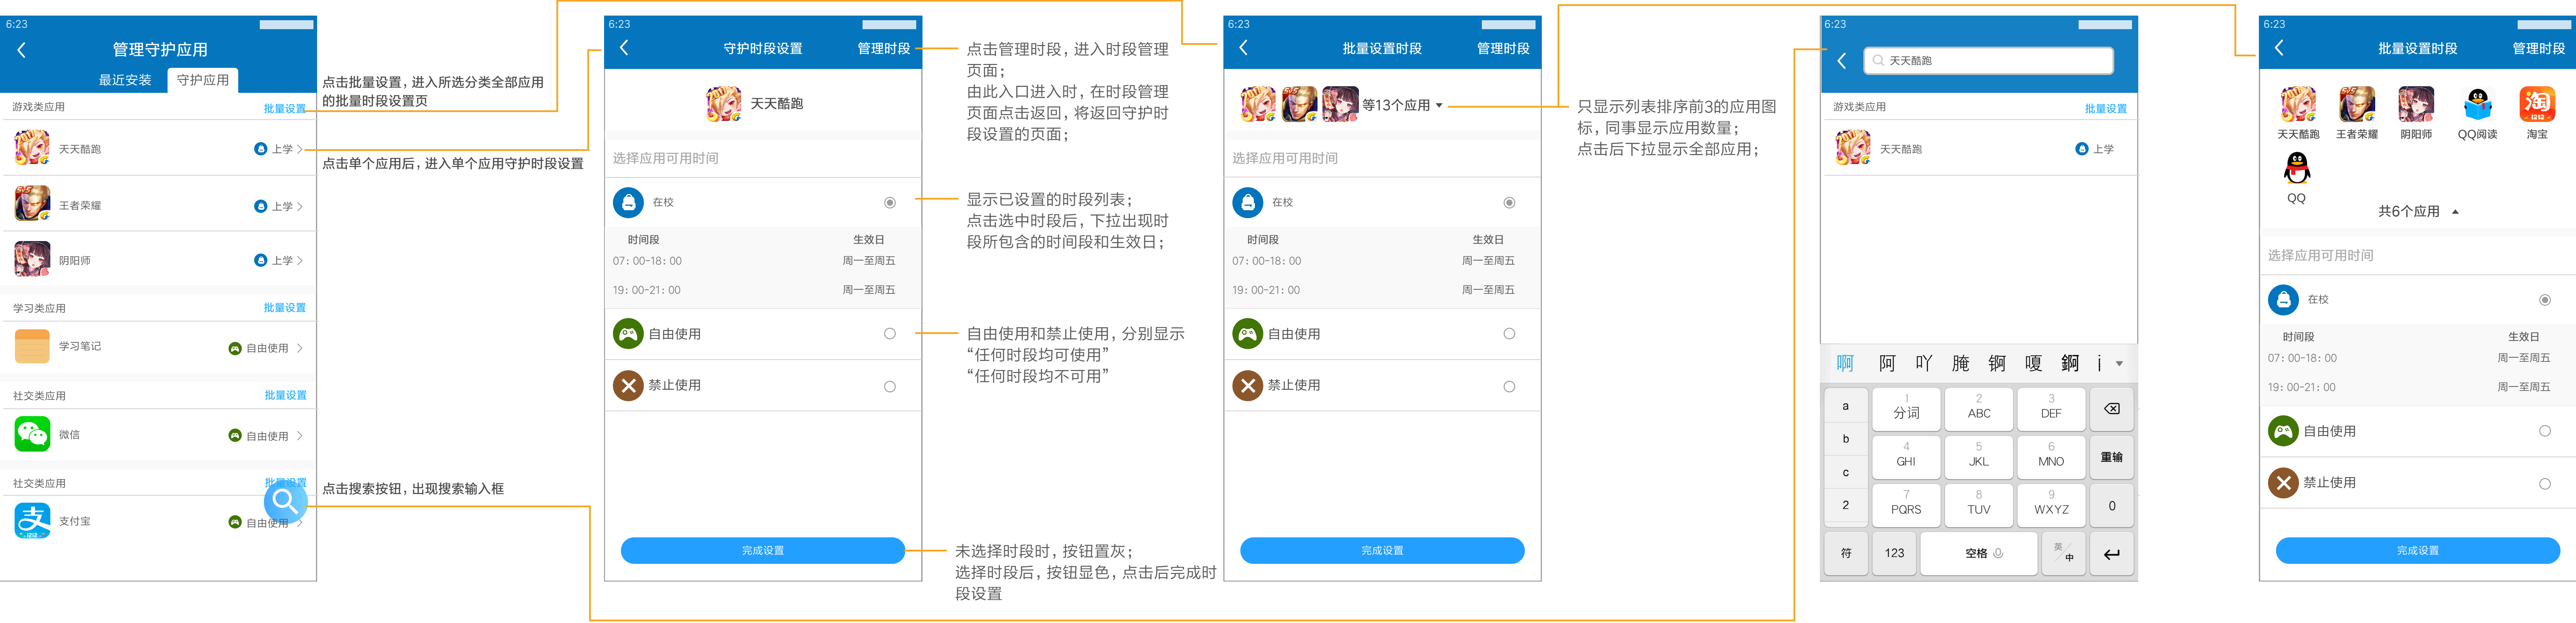 6:23
管理守护应用
最近安装
守护应用
游戏类应用
批量设置
天天酷跑
上学
王者荣耀
上学
阴阳师
上学
学习类应用
批量设置
学习笔记
自由使用
社交类应用
批量设置
微信
自由使用
社交类应用
批量设置
支付宝
自由使用
点击批量设置，进入所选分类全部应用
的批量时段设置页
点击单个应用后，进入单个应用守护时段设置
点击搜索按钮，出现搜索输入框
6:23
守护时段设置
管理时段
天天酷跑
选择应用可用时间
在校
时间段
生效日
07：00-18：00
周一至周五
19：00-21：00
周一至周五
自由使用
禁止使用
完成设置
点击管理时段，进入时段管理
页面；
由此入口进入时，在时段管理
页面点击返回，将返回守护时
段设置的页面；
显示已设置的时段列表；
点击选中时段后，下拉出现时
段所包含的时间段和生效日；
自由使用和禁止使用，分别显示
“任何时段均可使用”
“任何时段均不可用”
未选择时段时，按钮置灰；
选择时段后，按钮显色，点击后完成时
段设置
6:23
批量设置时段
管理时段
等13个应用
选择应用可用时间
在校
时间段
生效日
07：00-18：00
周一至周五
19：00-21：00
周一至周五
自由使用
禁止使用
完成设置
只显示列表排序前3的应用图
标，同事显示应用数量；
点击后下拉显示全部应用；
6:23
天天酷跑
游戏类应用
批量设置
天天酷跑
上学
啊 阿 吖 腌 锕 嗄 錒 i
a
b
c
2
1
分词
2
ABC
3
DEF
4
GHI
5
JKL
6
MNO
重输
7
PQRS
8
TUV
9
WXYZ
0
符
123
空格
英/中
6:23
批量设置时段
管理时段
天天酷跑
王者荣耀
阴阳师
QQ阅读
淘
1212
淘宝
QQ
共6个应用
选择应用可用时间
在校
时间段
生效日
07：00-18：00
周一至周五
19：00-21：00
周一至周五
自由使用
禁止使用
完成设置